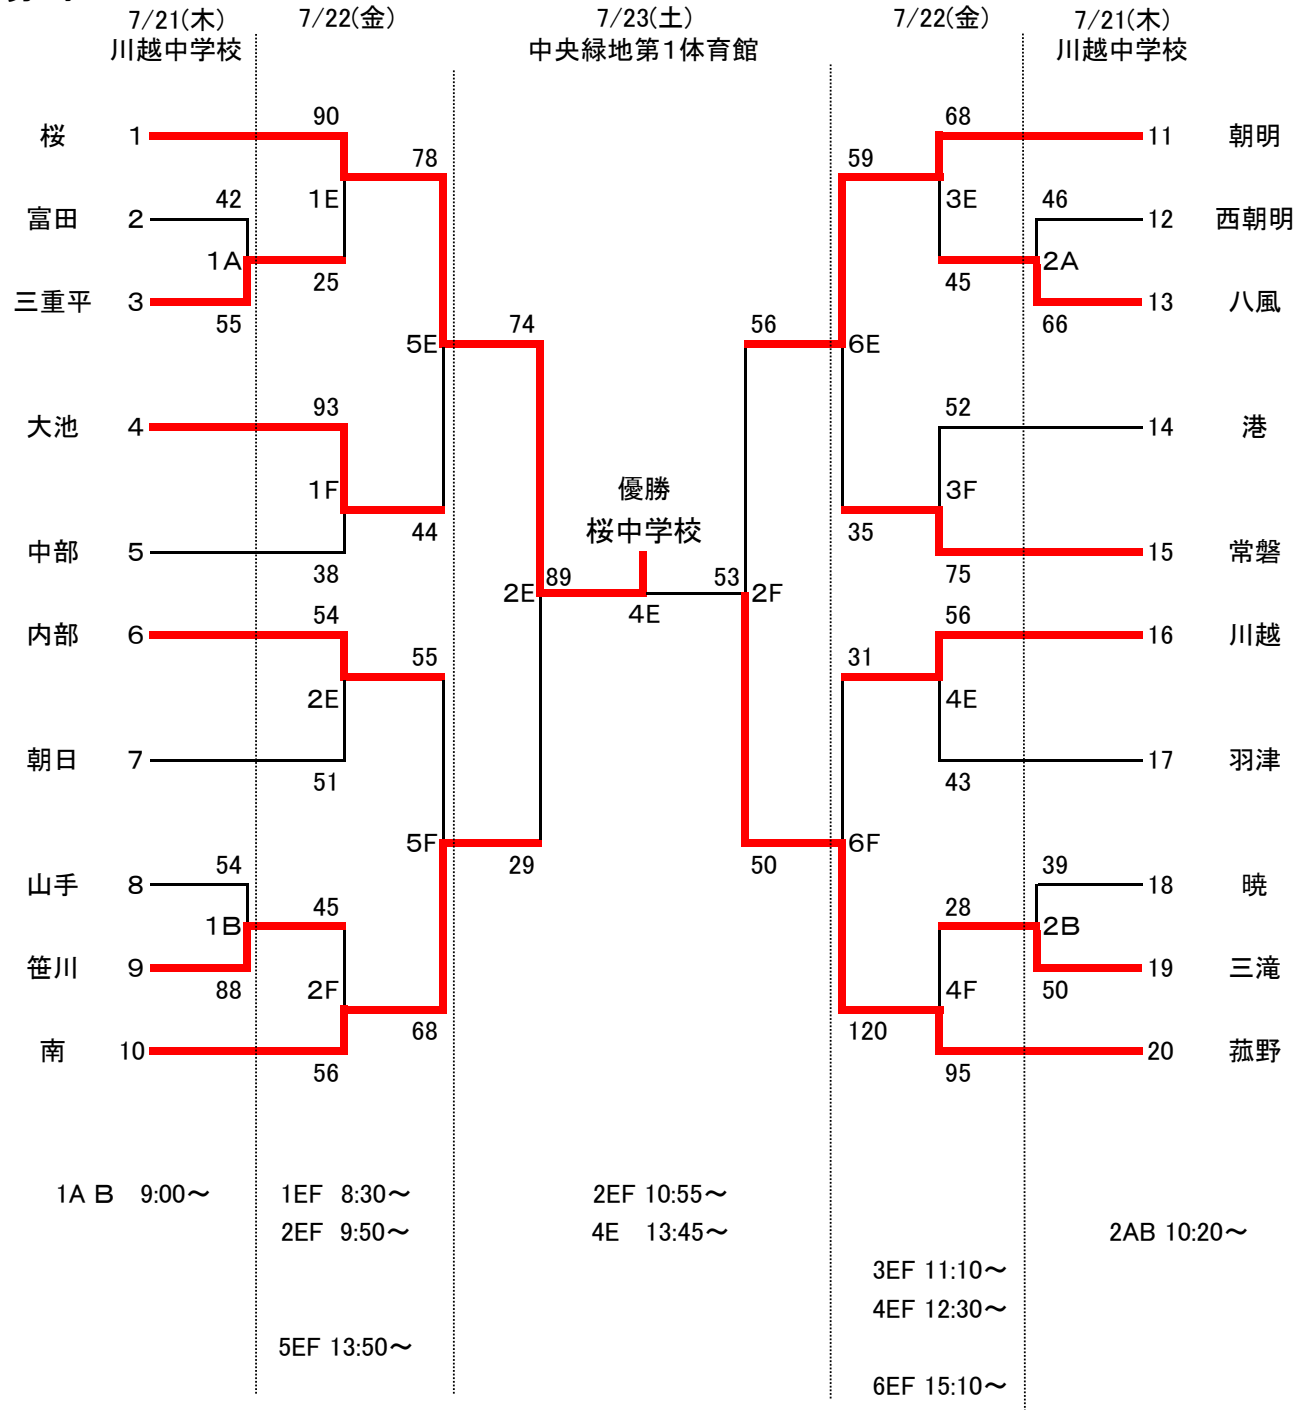 7/21(木) 7/22(金) 7/23(土) 7/22(金) 7/21(木)
川越中学校 中央緑地第1体育館 川越中学校
90 68
桜 1 11 朝明
78 59
42 1E 3E 46
富田 2 12 西朝明
1A 2A
25 45
三重平 3 13 八風
55 74 56 66
5E 6E
93 52
大池 4 14 港
1F 優勝 3F
44 桜中学校 35
中部 5 15 常磐
38 89 53 75
2E 2F
54 4E 56
内部 6 16 川越
55 31
2E 4E
朝日 7 17 羽津
51 43
5F 6F
54 29 50 39
山手 8 18 暁
45 28
1B 2B
笹川 9 19 三滝
88 2F 4F 50
68 120
南 10 20 菰野
56 95
1A B 9:00～ 1EF 8:30～ 2EF 10:55～
2EF 9:50～ 4E 13:45～ 2AB 10:20～
3EF 11:10～
4EF 12:30～
5EF 13:50～
6EF 15:10～